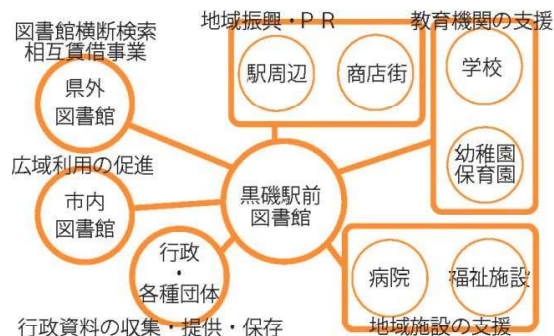 図書館横断検索
相互賃借事業
県外
図書館
地域振興・PR
駅周辺
商店街
教育機関の支援
学校
幼稚園
保育園
広域利用の促進
市内
図書館
黒磯駅前
図書館
行政
・
各種団体
行政資料の収集・提供・保存
病院
福祉施設
地域施設の支援